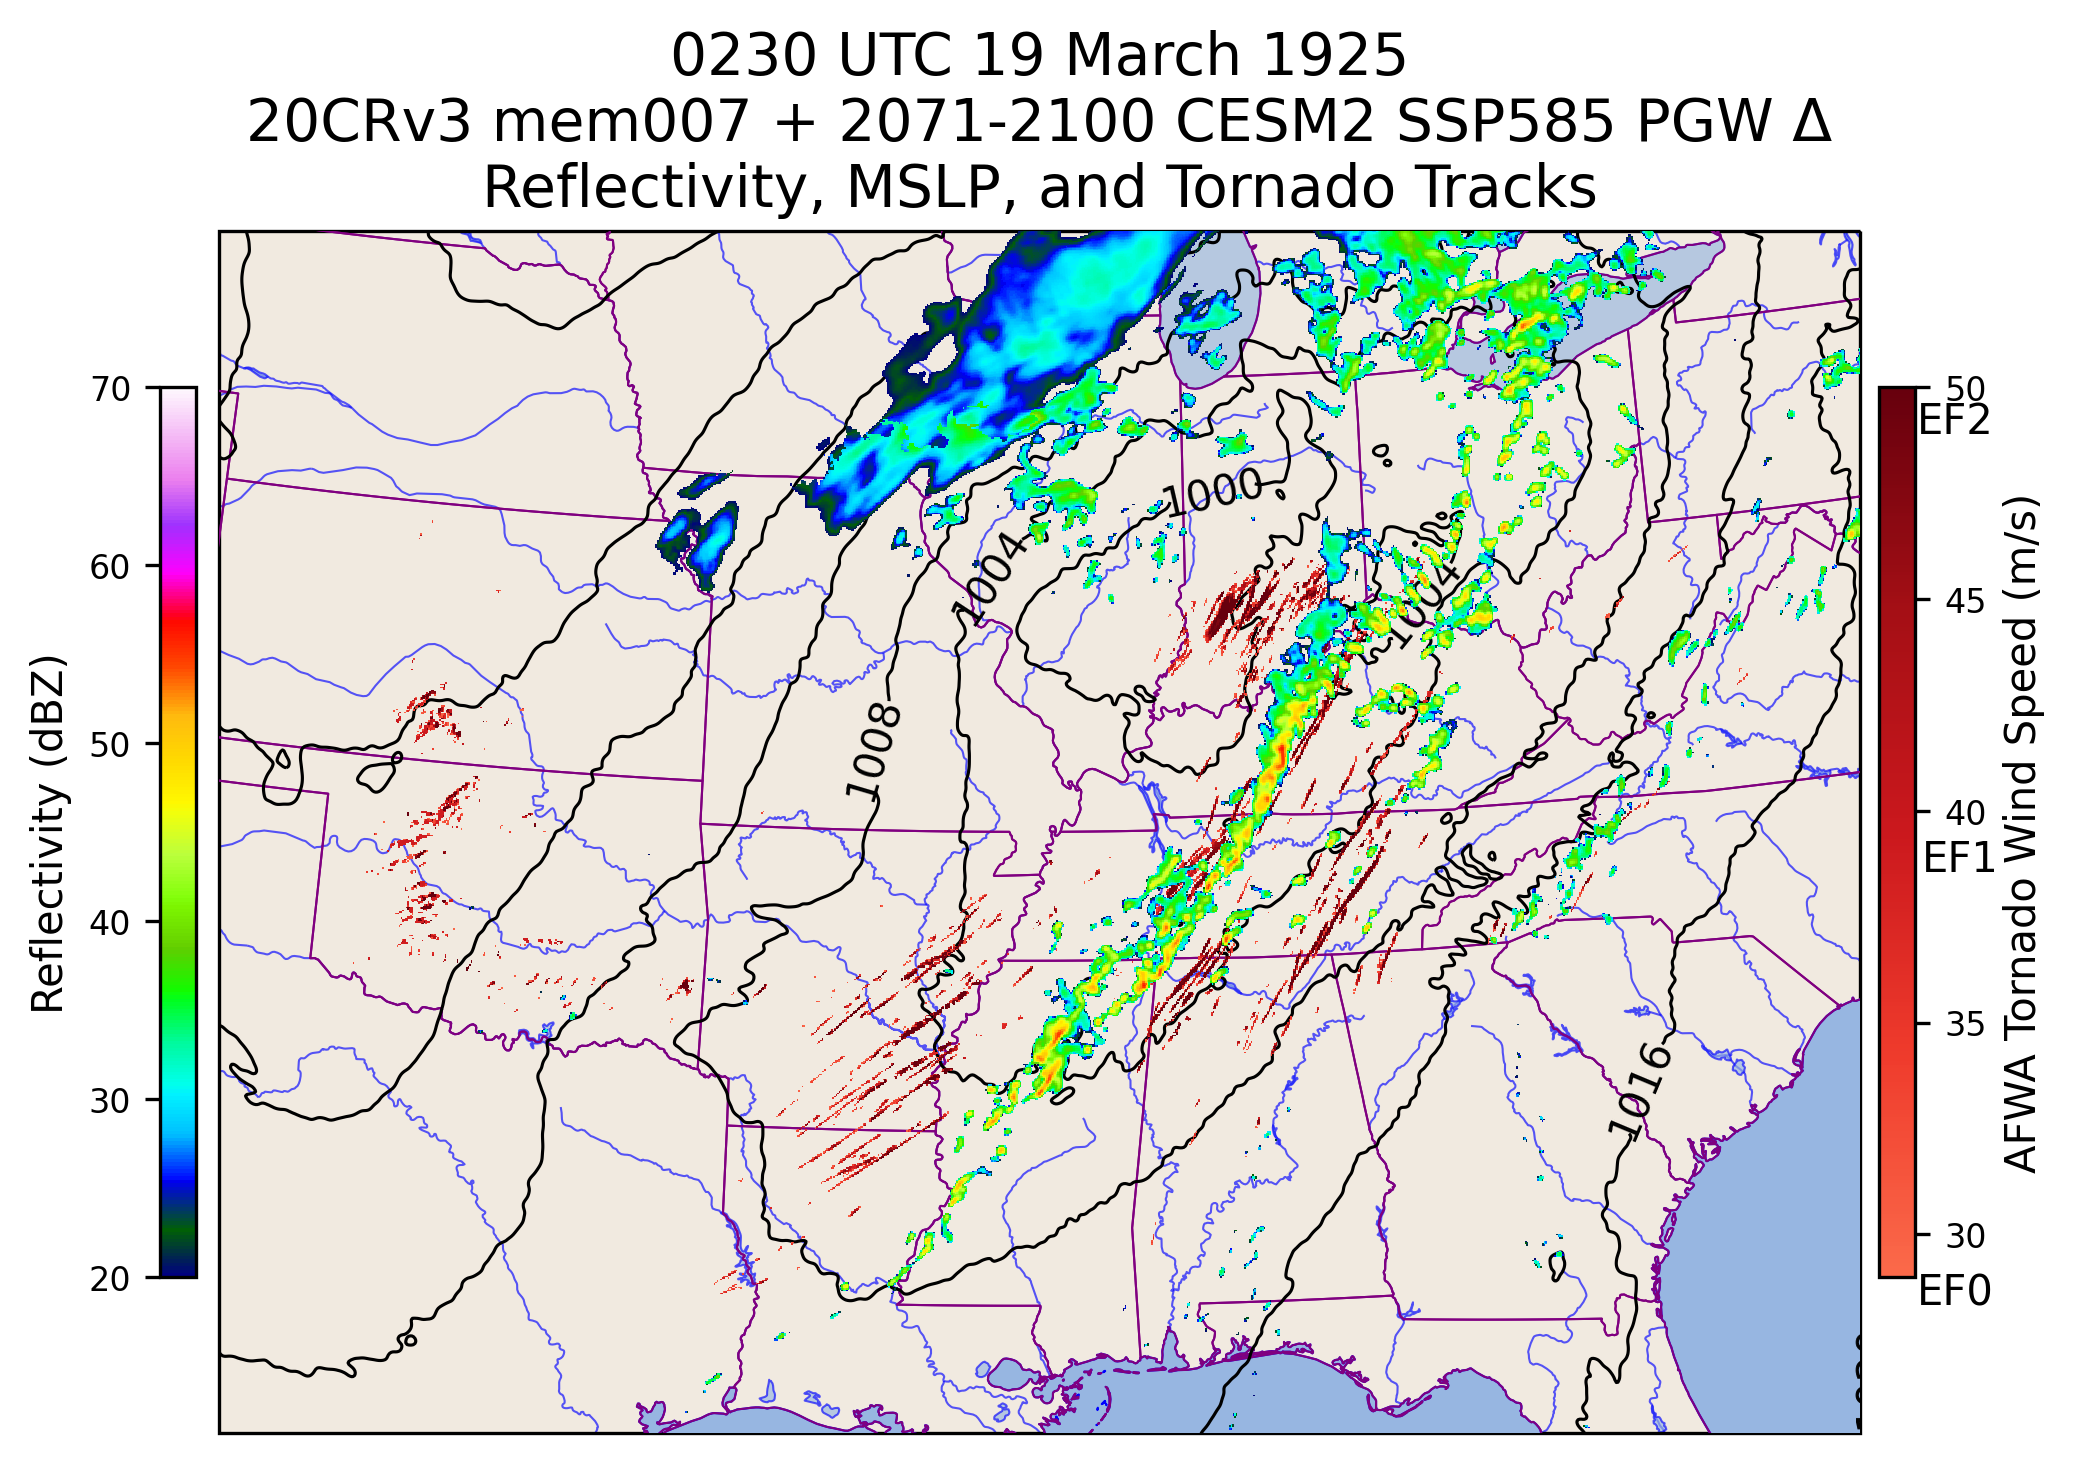 0230 UTC 19 March 1925
20CRv3 mem007 + 2071-2100 CESM2 SSP585 PGW Δ
Reflectivity, MSLP, and Tornado Tracks
70
60
50
40
30
20
Reflectivity (dBZ)
1000
1004
1004
1008
1016
50
EF2
45
40
EF1
35
30
EF0
AFWA Tornado Wind Speed (m/s)